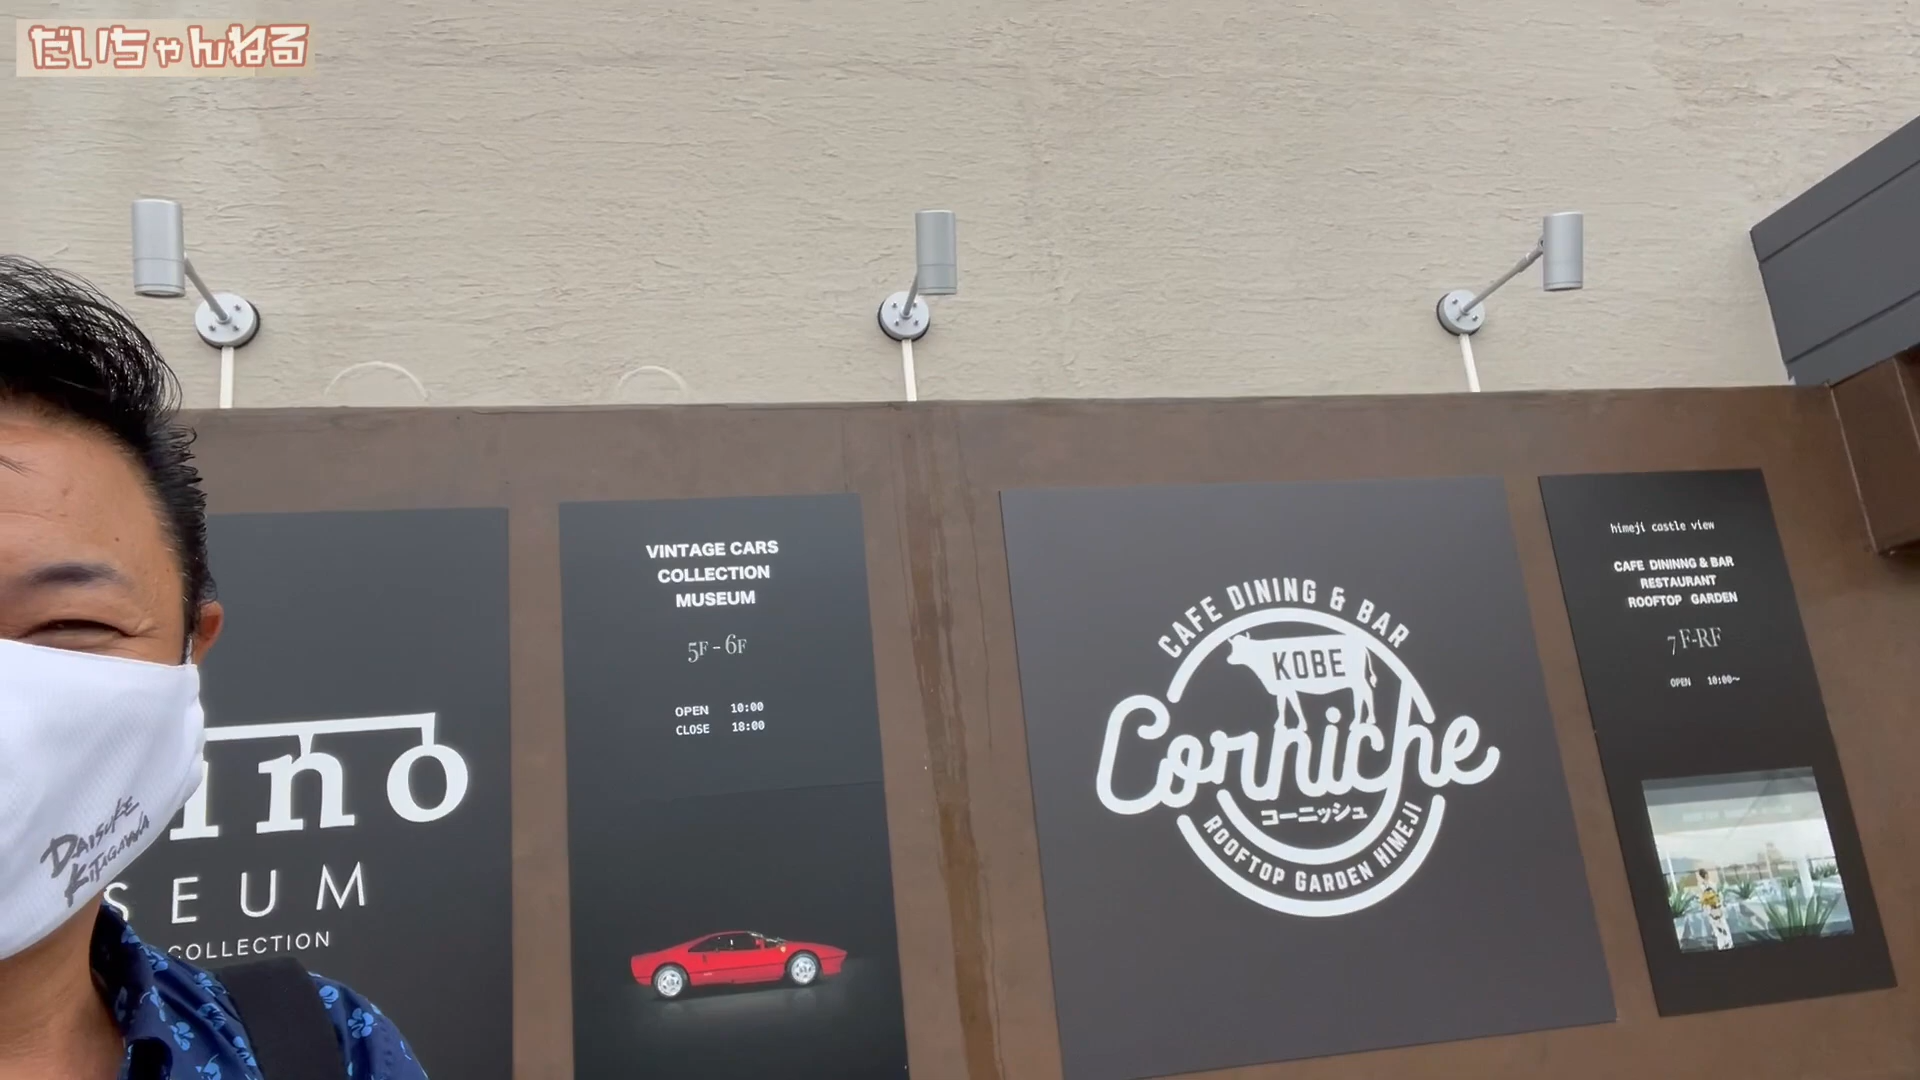 だいちゃんねる
ino
SEUM
COLLECTION
DAISUKE
KITAGAWA
VINTAGE CARS
COLLECTION
MUSEUM
5F - 6F
OPEN 10:00
CLOSE 18:00
CAFE DINING & BAR
KOBE
Corniche
コーニッシュ
ROOFTOP GARDEN HIMEJI
himeji castle view
CAFE DININNG & BAR
RESTAURANT
ROOFTOP GARDEN
7F-RF
OPEN 10:00〜